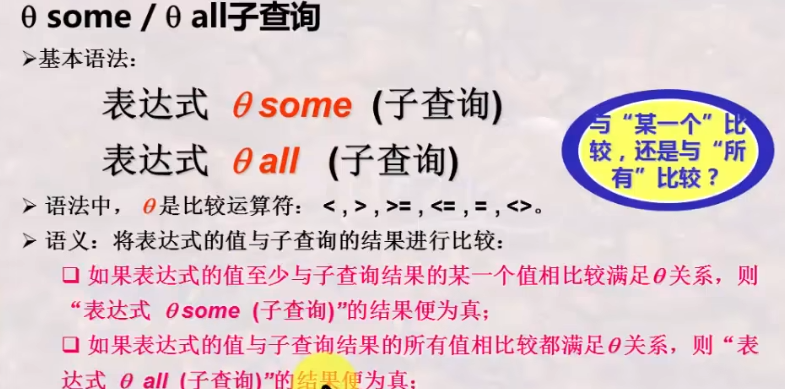 θ some / θ all子查询
➢基本语法：
表达式 θ some (子查询)
表达式 θ all (子查询)
与“某一个”比
较，还是与“所
有”比较？
➢ 语法中， θ是比较运算符： < , > , >= , <= , = , <>。
➢ 语义：将表达式的值与子查询的结果进行比较：
❑ 如果表达式的值至少与子查询结果的某一个值相比较满足θ关系，则
“表达式 θ some (子查询)”的结果便为真；
❑ 如果表达式的值与子查询结果的所有值相比较都满足θ关系，则“表
达式 θ all (子查询)”的结果便为真；